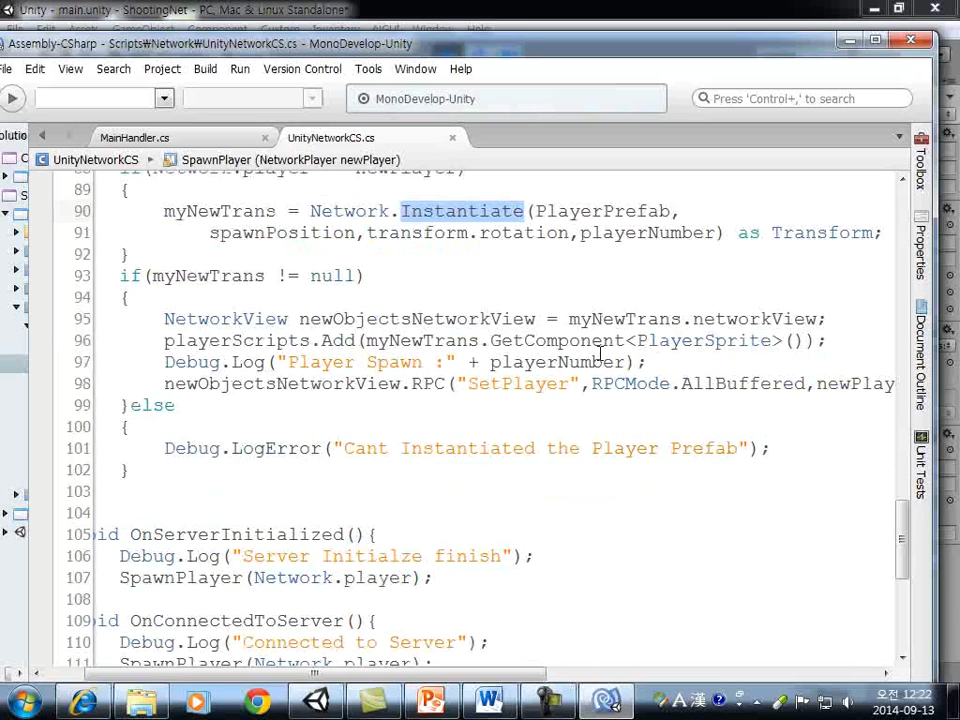 Unity - main.unity - ShootingNet - PC, Mac & Linux Standalone*
Assembly-CSharp - Scripts₩Network₩UnityNetworkCS.cs - MonoDevelop-Unity
File Edit View Search Project Build Run Version Control Tools Window Help
MonoDevelop-Unity
Press 'Control+,' to search
MainHandler.cs
UnityNetworkCS.cs
UnityNetworkCS
SpawnPlayer (NetworkPlayer newPlayer)
89 {
90 myNewTrans = Network.Instantiate(PlayerPrefab,
91 spawnPosition,transform.rotation,playerNumber) as Transform;
92 }
93 if(myNewTrans != null)
94 {
95 NetworkView newObjectsNetworkView = myNewTrans.networkView;
96 playerScripts.Add(myNewTrans.GetComponent<PlayerSprite>());
97 Debug.Log("Player Spawn :" + playerNumber);
98 newObjectsNetworkView.RPC("SetPlayer",RPCMode.AllBuffered,newPlay
99 }else
100 {
101 Debug.LogError("Cant Instantiated the Player Prefab");
102 }
103
104
105 id OnServerInitialized(){
106 Debug.Log("Server Initialze finish");
107 SpawnPlayer(Network.player);
108
109 id OnConnectedToServer(){
110 Debug.Log("Connected to Server");
111 SpawnPlayer(Network.player);
Toolbox
Properties
Document Outline
Unit Tests
A 漢
오전 12:22
2014-09-13